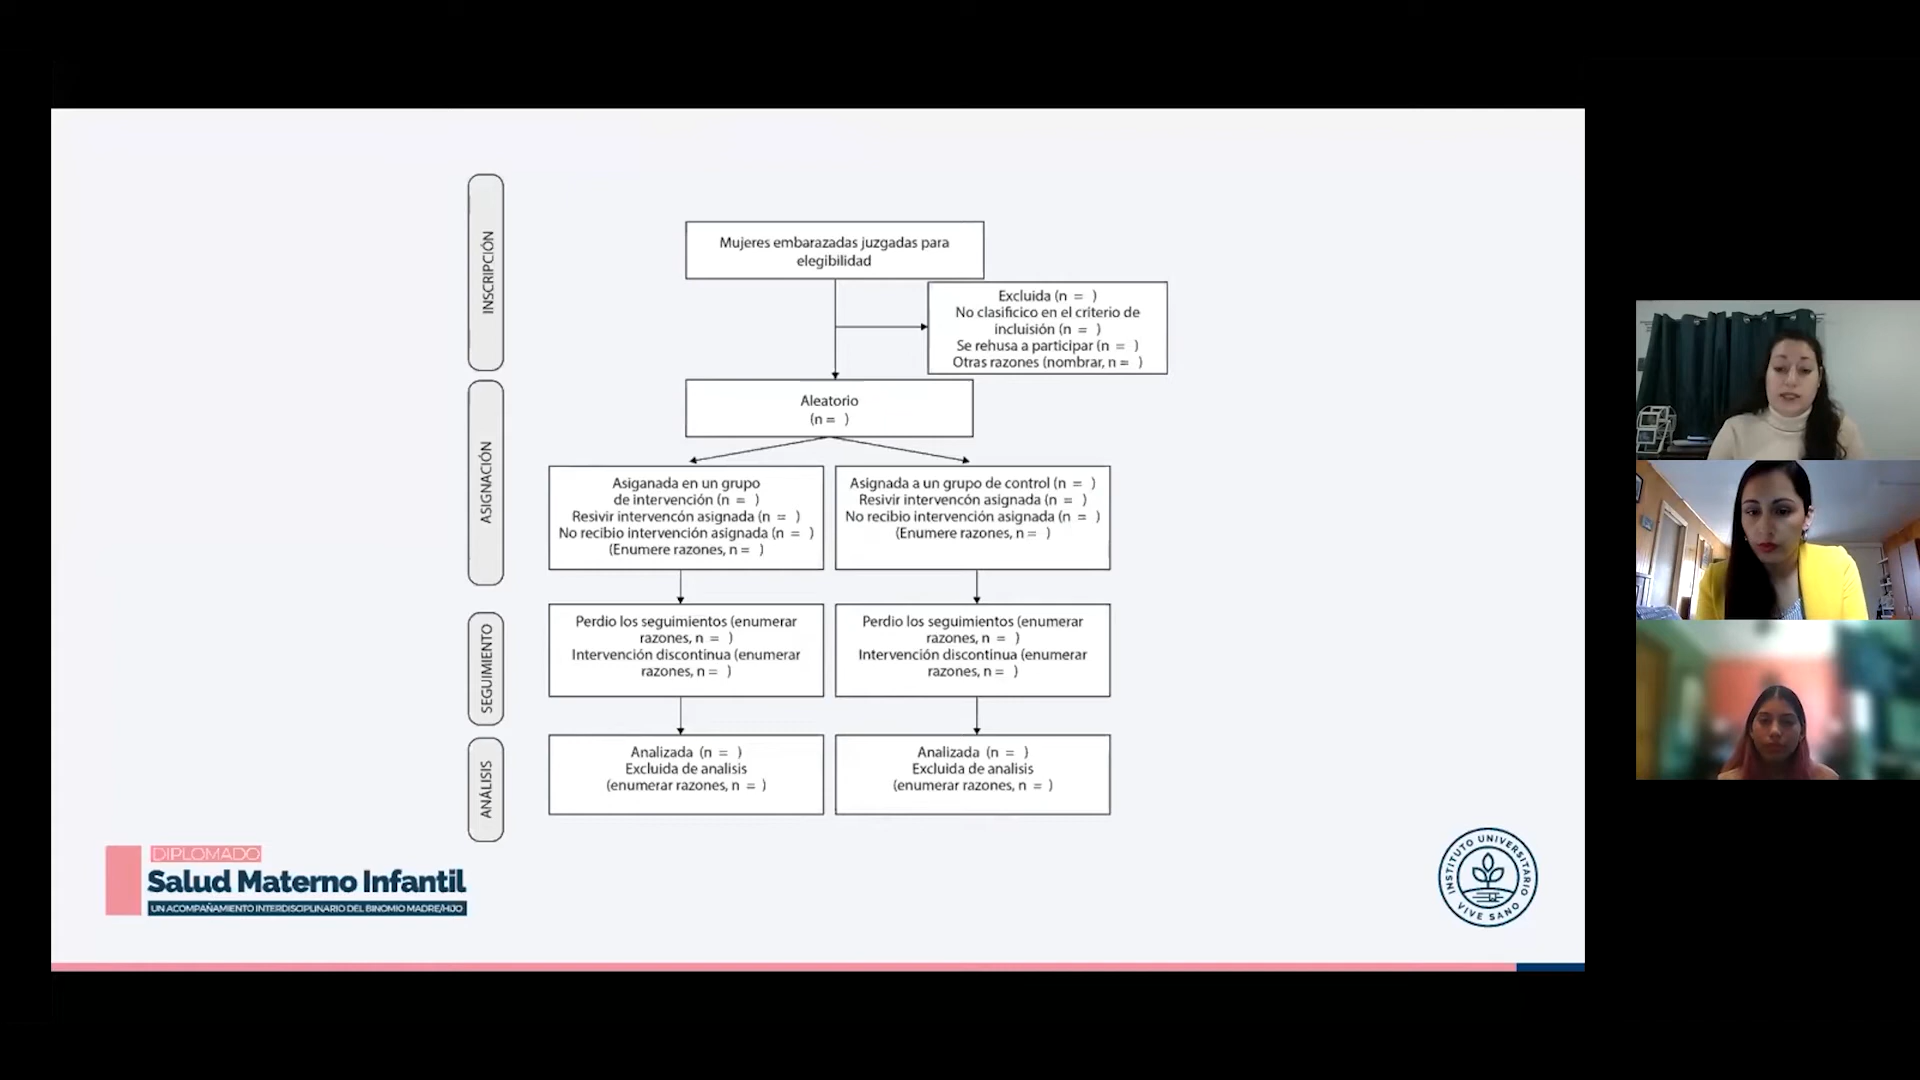 INSCRIPCIÓN
Mujeres embarazadas juzgadas para
elegibilidad
Excluida (n = )
No clasificico en el criterio de
incluisión (n = )
Se rehusa a participar (n = )
Otras razones (nombrar, n = )
ASIGNACIÓN
Aleatorio
(n = )
Asiganada en un grupo
de intervención (n = )
Resivir intervencón asignada (n = )
No recibio intervención asignada (n = )
(Enumere razones, n = )
Asignada a un grupo de control (n = )
Resivir intervencón asignada (n = )
No recibio intervención asignada (n = )
(Enumere razones, n = )
SEGUIMIENTO
Perdio los seguimientos (enumerar
razones, n = )
Intervención discontinua (enumerar
razones, n = )
Perdio los seguimientos (enumerar
razones, n = )
Intervención discontinua (enumerar
razones, n = )
ANÁLISIS
Analizada (n = )
Excluida de analisis
(enumerar razones, n = )
Analizada (n = )
Excluida de analisis
(enumerar razones, n = )
DIPLOMADO
Salud Materno Infantil
UN ACOMPAÑAMIENTO INTERDISCIPLINARIO DEL BINOMIO MADRE/HIJO
INSTITUTO UNIVERSITARIO
VIVE SANO